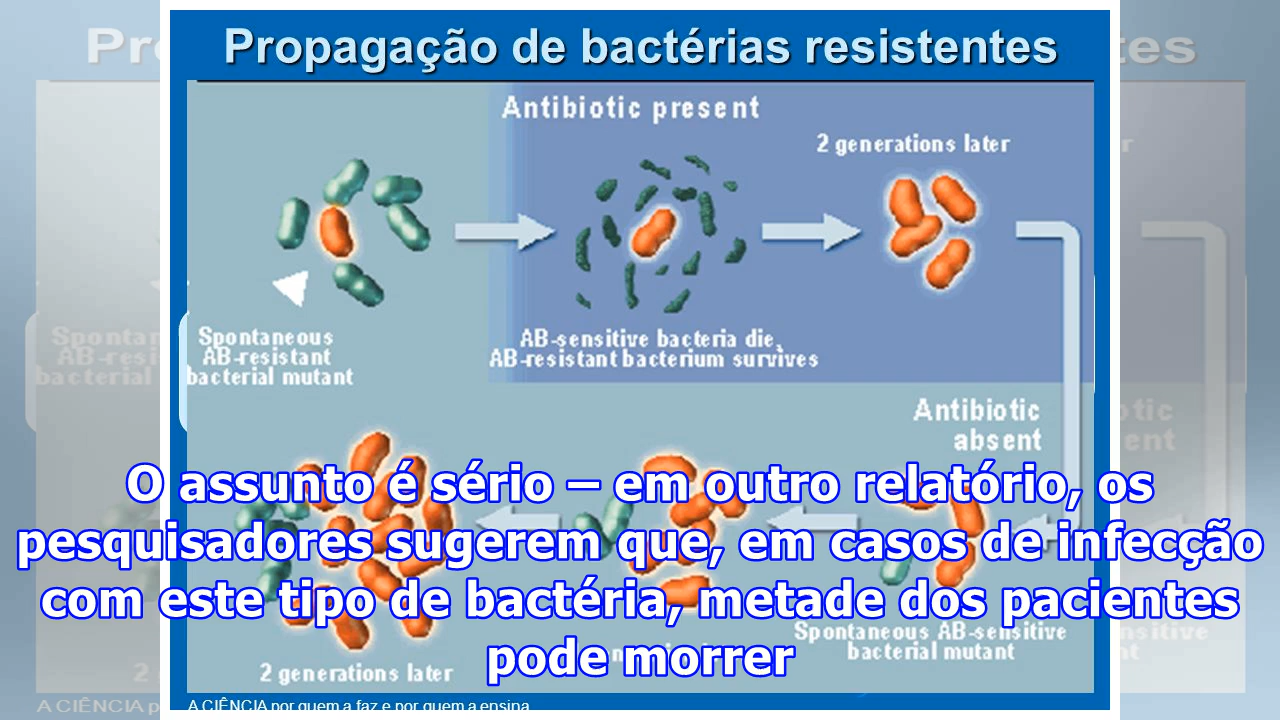 Propagação de bactérias resistentes
Antibiotic present
2 generations later
Spontaneous
AB-resistant
bacterial mutant
AB-sensitive bacteria die,
AB-resistant bacterium survives
Antibiotic
absent
O assunto é sério – em outro relatório, os
pesquisadores sugerem que, em casos de infecção
com este tipo de bactéria, metade dos pacientes
pode morrer
Spontaneous AB-sensitive
bacterial mutant
2 generations later
A CIÊNCIA por quem a faz e por quem a ensina